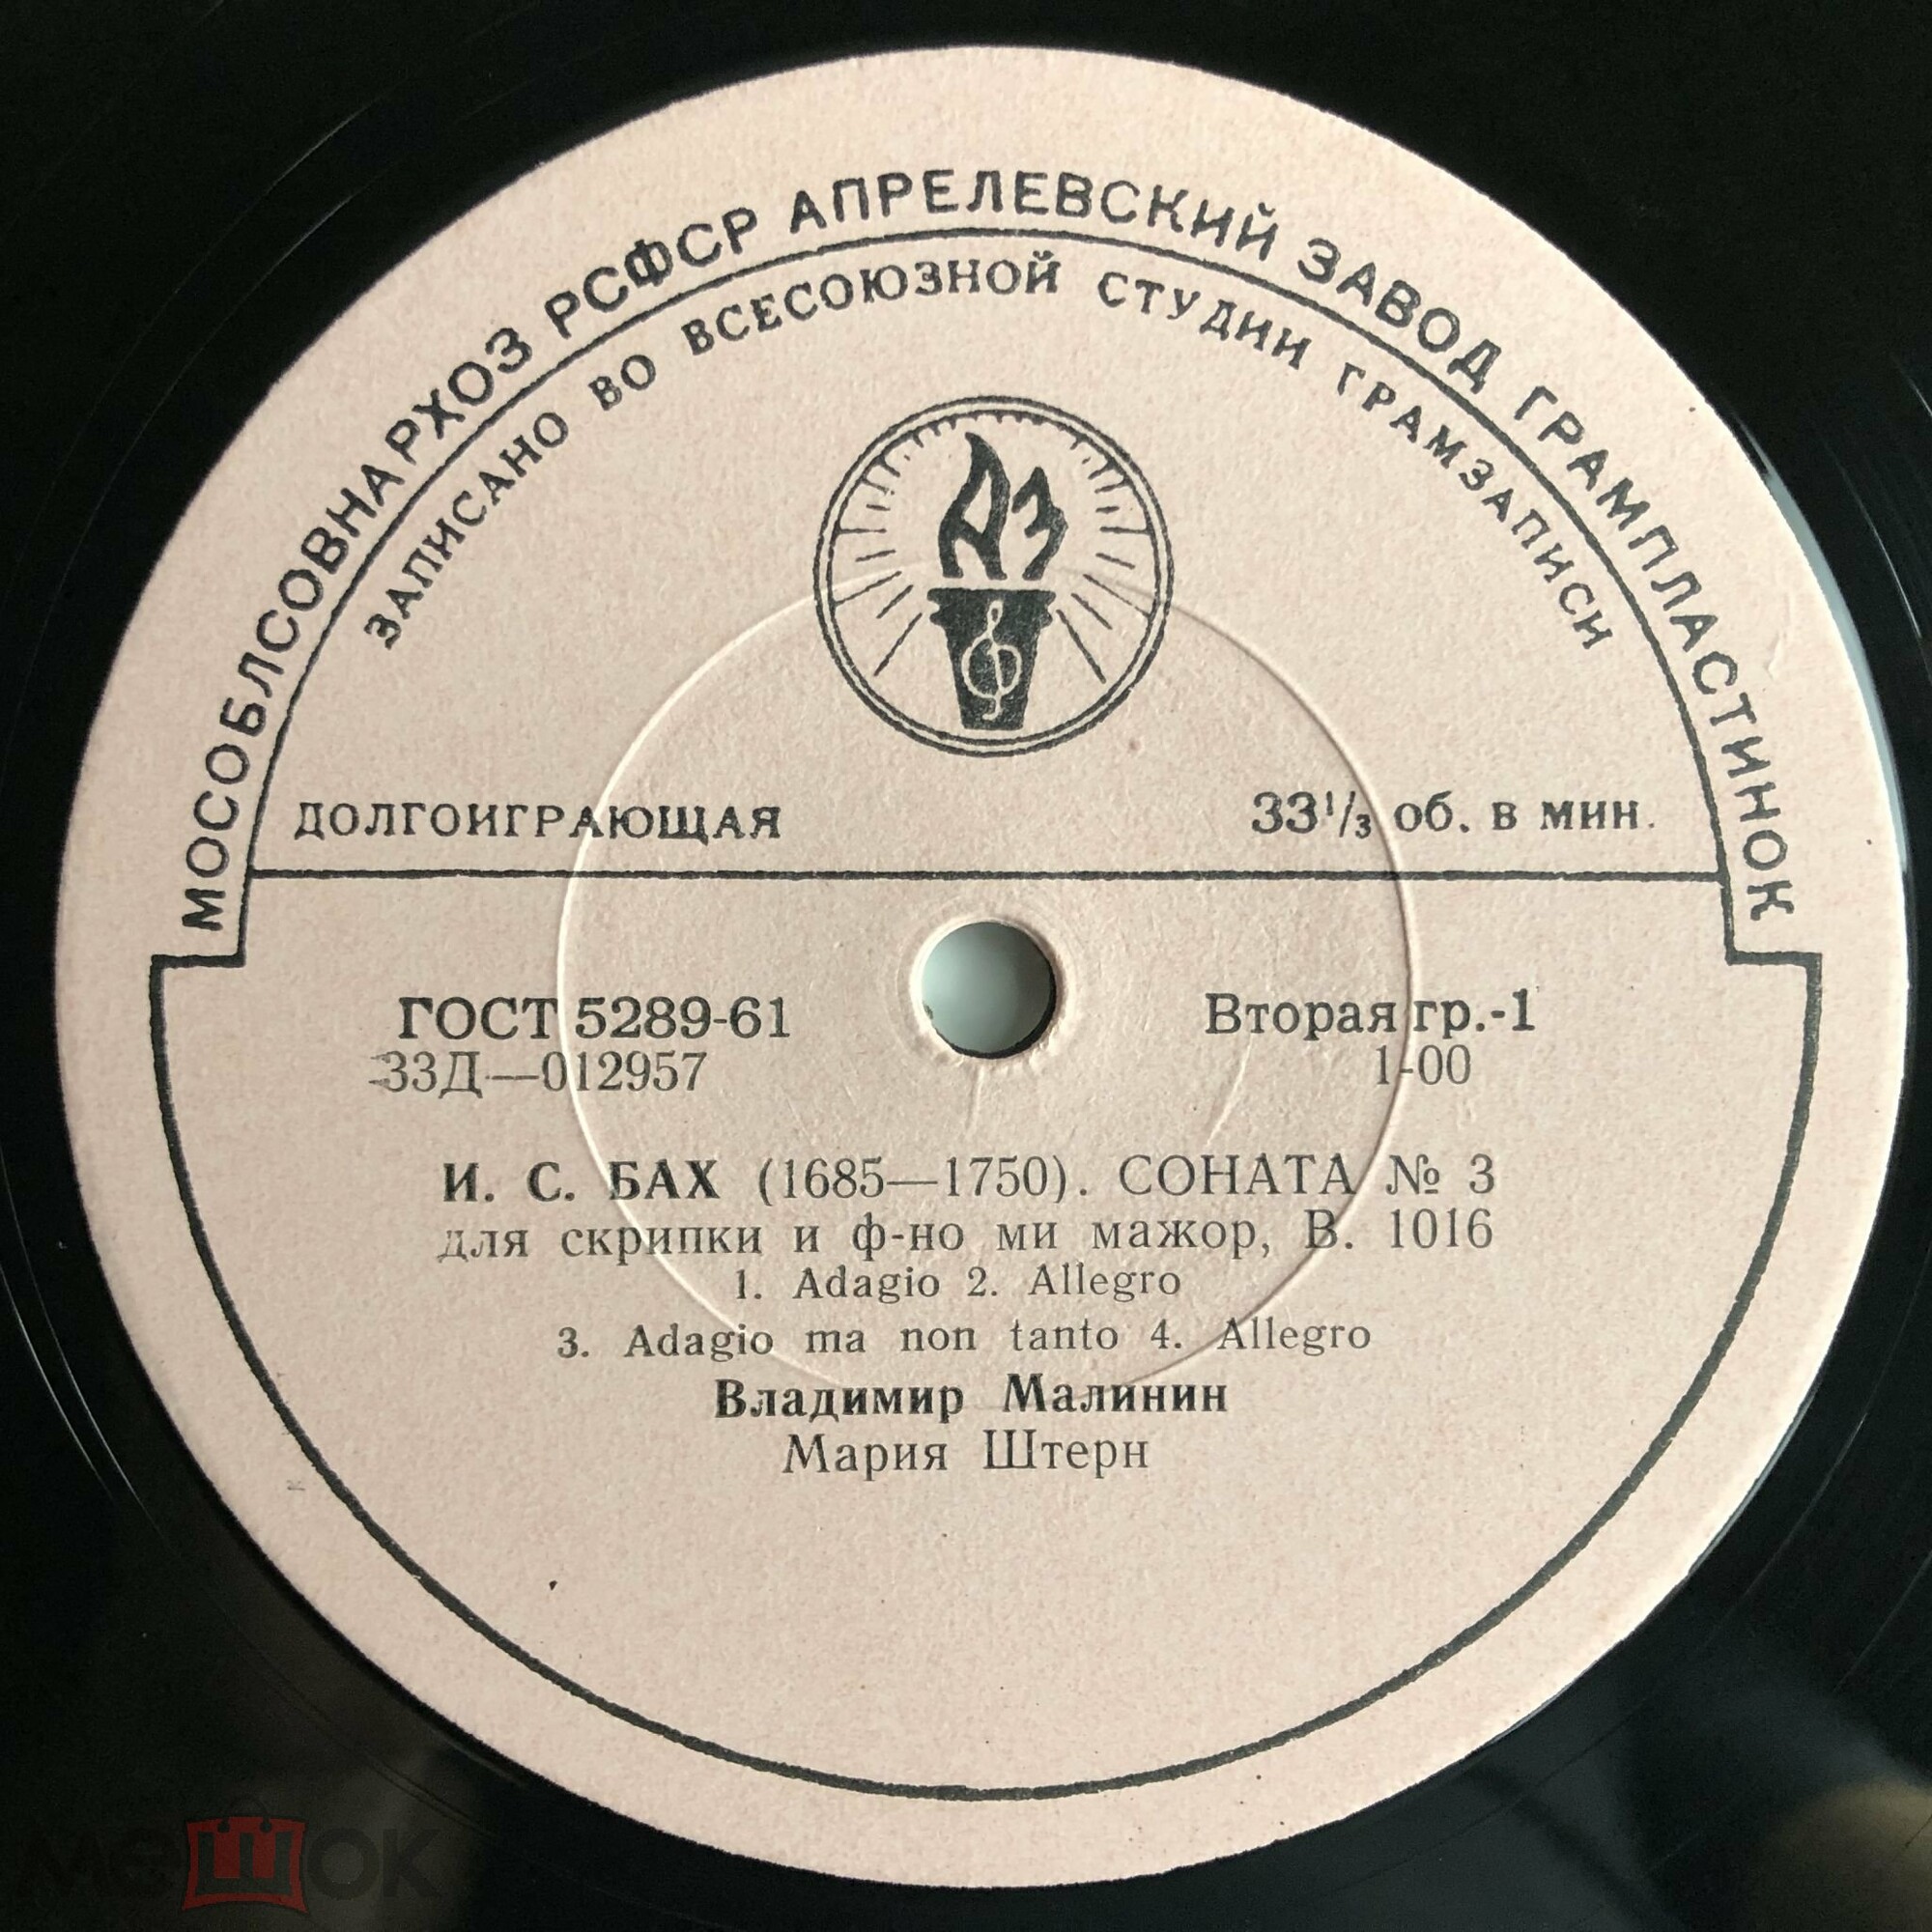 МОСОБЛСОВНАРХОЗ РСФСР АПРЕЛЕВСКИЙ ЗАВОД ГРАМПЛАСТИНОК
ЗАПИСАНО ВО ВСЕСОЮЗНОЙ СТУДИИ ГРАМЗАПИСИ
АЗ
ДОЛГОИГРАЮЩАЯ 33¹/₃ об. в мин.
ГОСТ 5289-61 Вторая гр.-1
33Д—012957 1-00
И. С. БАХ (1685—1750). СОНАТА № 3
для скрипки и ф-но ми мажор, В. 1016
1. Adagio 2. Allegro
3. Adagio ma non tanto 4. Allegro
Владимир Малинин
Мария Штерн
мешок